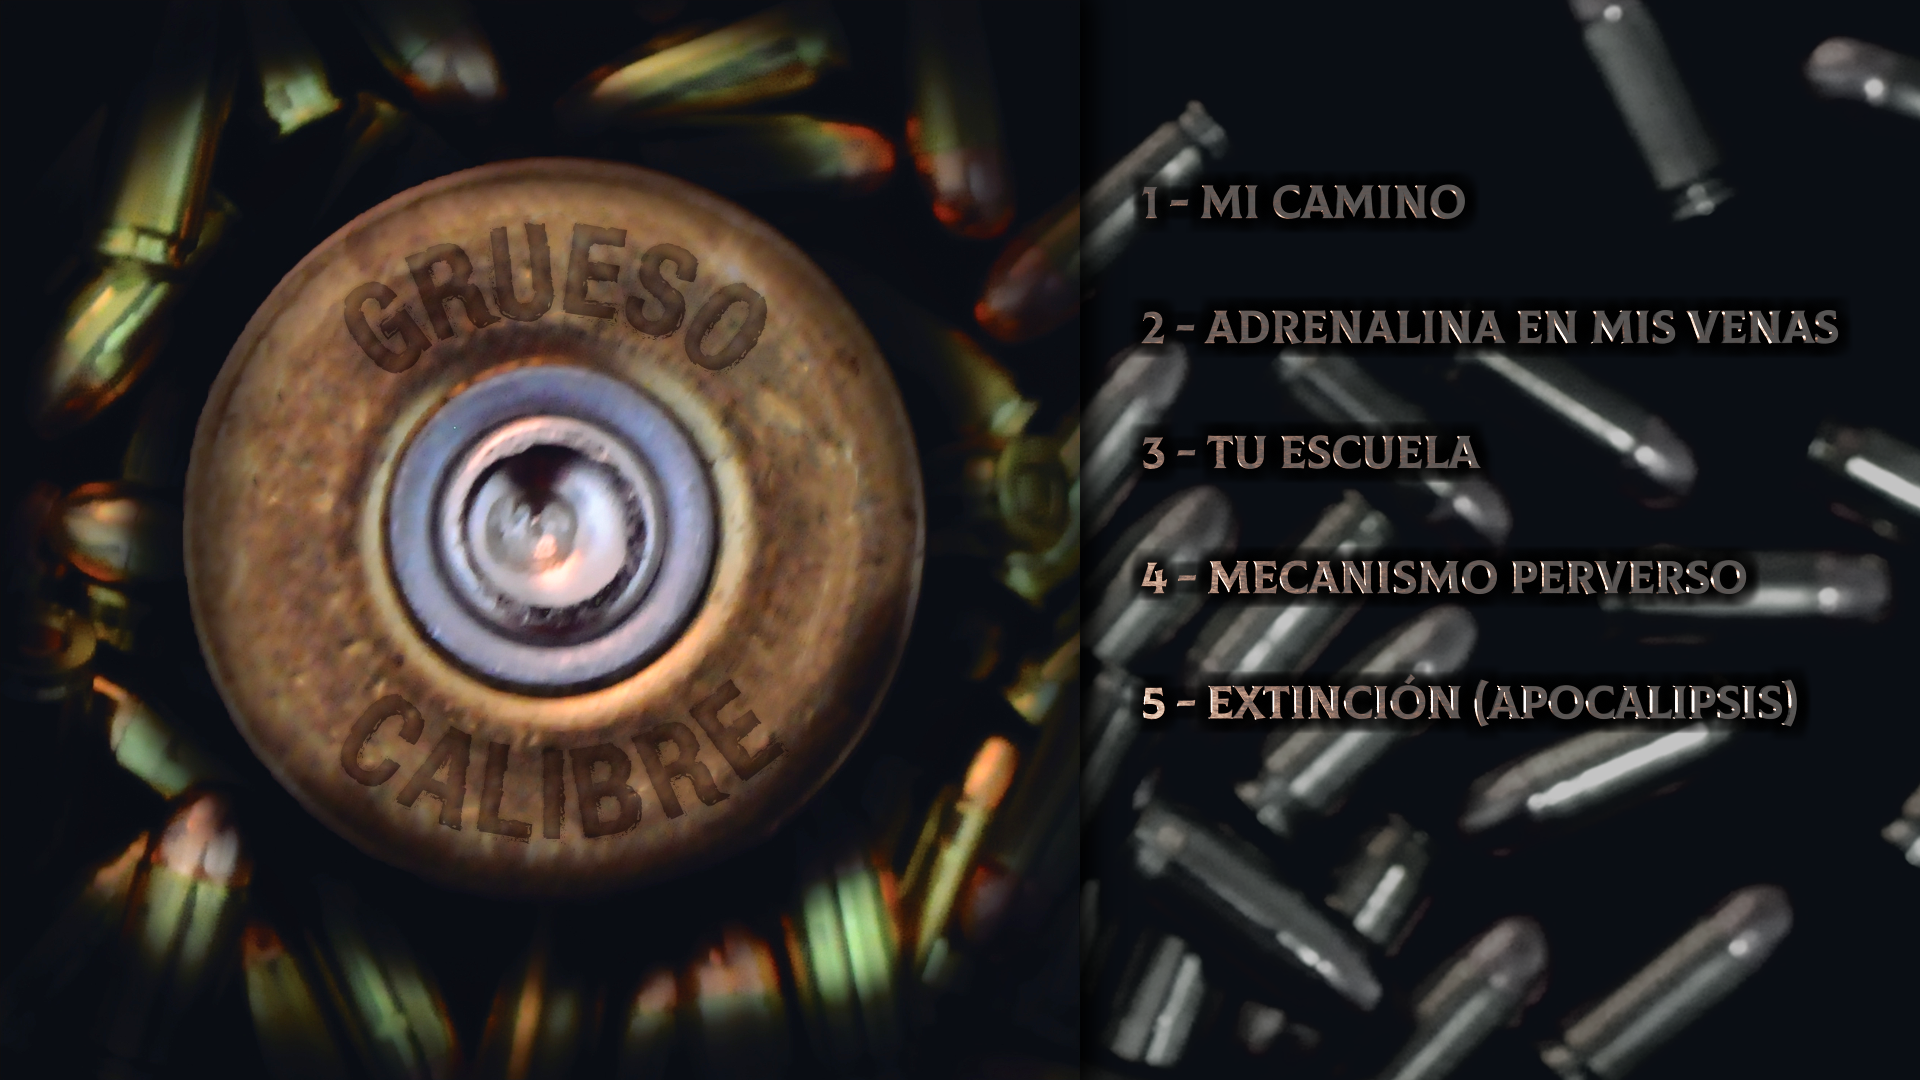 GRUESO
CALIBRE
1 - MI CAMINO
2 - ADRENALINA EN MIS VENAS
3 - TU ESCUELA
4 - MECANISMO PERVERSO
5 - EXTINCIÓN (APOCALIPSIS)